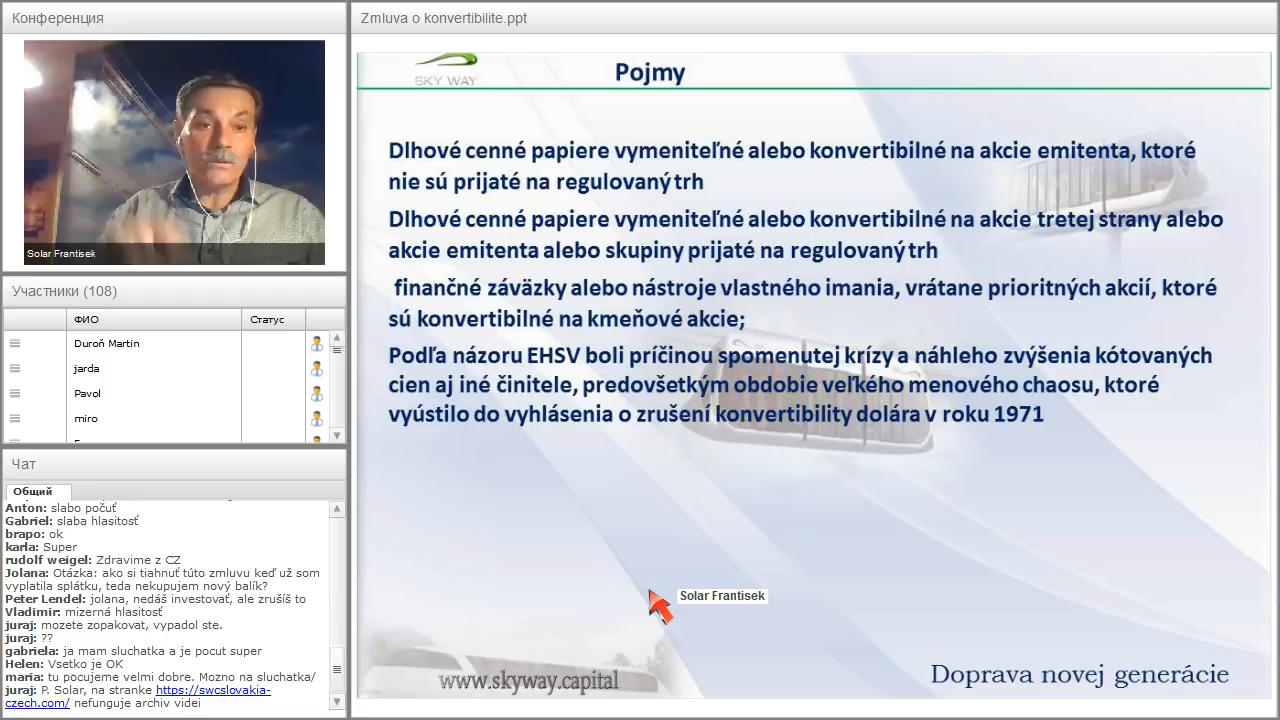 Конференция
Solar Frantisek
Участники (108)
ФИО
Статус
Duroň Martin
jarda
Pavol
miro
Чат
Общий
Anton: slabo počuť
Gabriel: slaba hlasitosť
brapo: ok
karla: Super
rudolf weigel: Zdravime z CZ
Jolana: Otázka: ako si tiahnuť túto zmluvu keď už som
vyplatila splátku, teda nekupujem nový balík?
Peter Lendel: jolana, nedáš investovať, ale zrušíš to
Vladimir: mizerná hlasitosť
juraj: mozete zopakovat, vypadol ste.
juraj: ??
gabriela: ja mam sluchatka a je pocut super
Helen: Vsetko je OK
maria: tu pocujeme velmi dobre. Mozno na sluchatka/
juraj: P. Solar, na stranke https://swcslovakia-
czech.com/ nefunguje archiv videi
Zmluva o konvertibilite.ppt
SKY WAY
Pojmy
Dlhové cenné papiere vymeniteľné alebo konvertibilné na akcie emitenta, ktoré
nie sú prijaté na regulovaný trh
Dlhové cenné papiere vymeniteľné alebo konvertibilné na akcie tretej strany alebo
akcie emitenta alebo skupiny prijaté na regulovaný trh
finančné záväzky alebo nástroje vlastného imania, vrátane prioritných akcií, ktoré
sú konvertibilné na kmeňové akcie;
Podľa názoru EHSV boli príčinou spomenutej krízy a náhleho zvýšenia kótovaných
cien aj iné činitele, predovšetkým obdobie veľkého menového chaosu, ktoré
vyústilo do vyhlásenia o zrušení konvertibility dolára v roku 1971
Solar Frantisek
www.skyway.capital
Doprava novej generácie